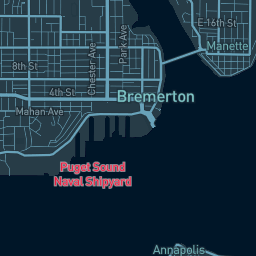 E 16th St
Park Ave
Manette
Chester Ave
8th St
4th St
Bremerton
Mahan Ave
Puget Sound
Naval Shipyard
Annapolis